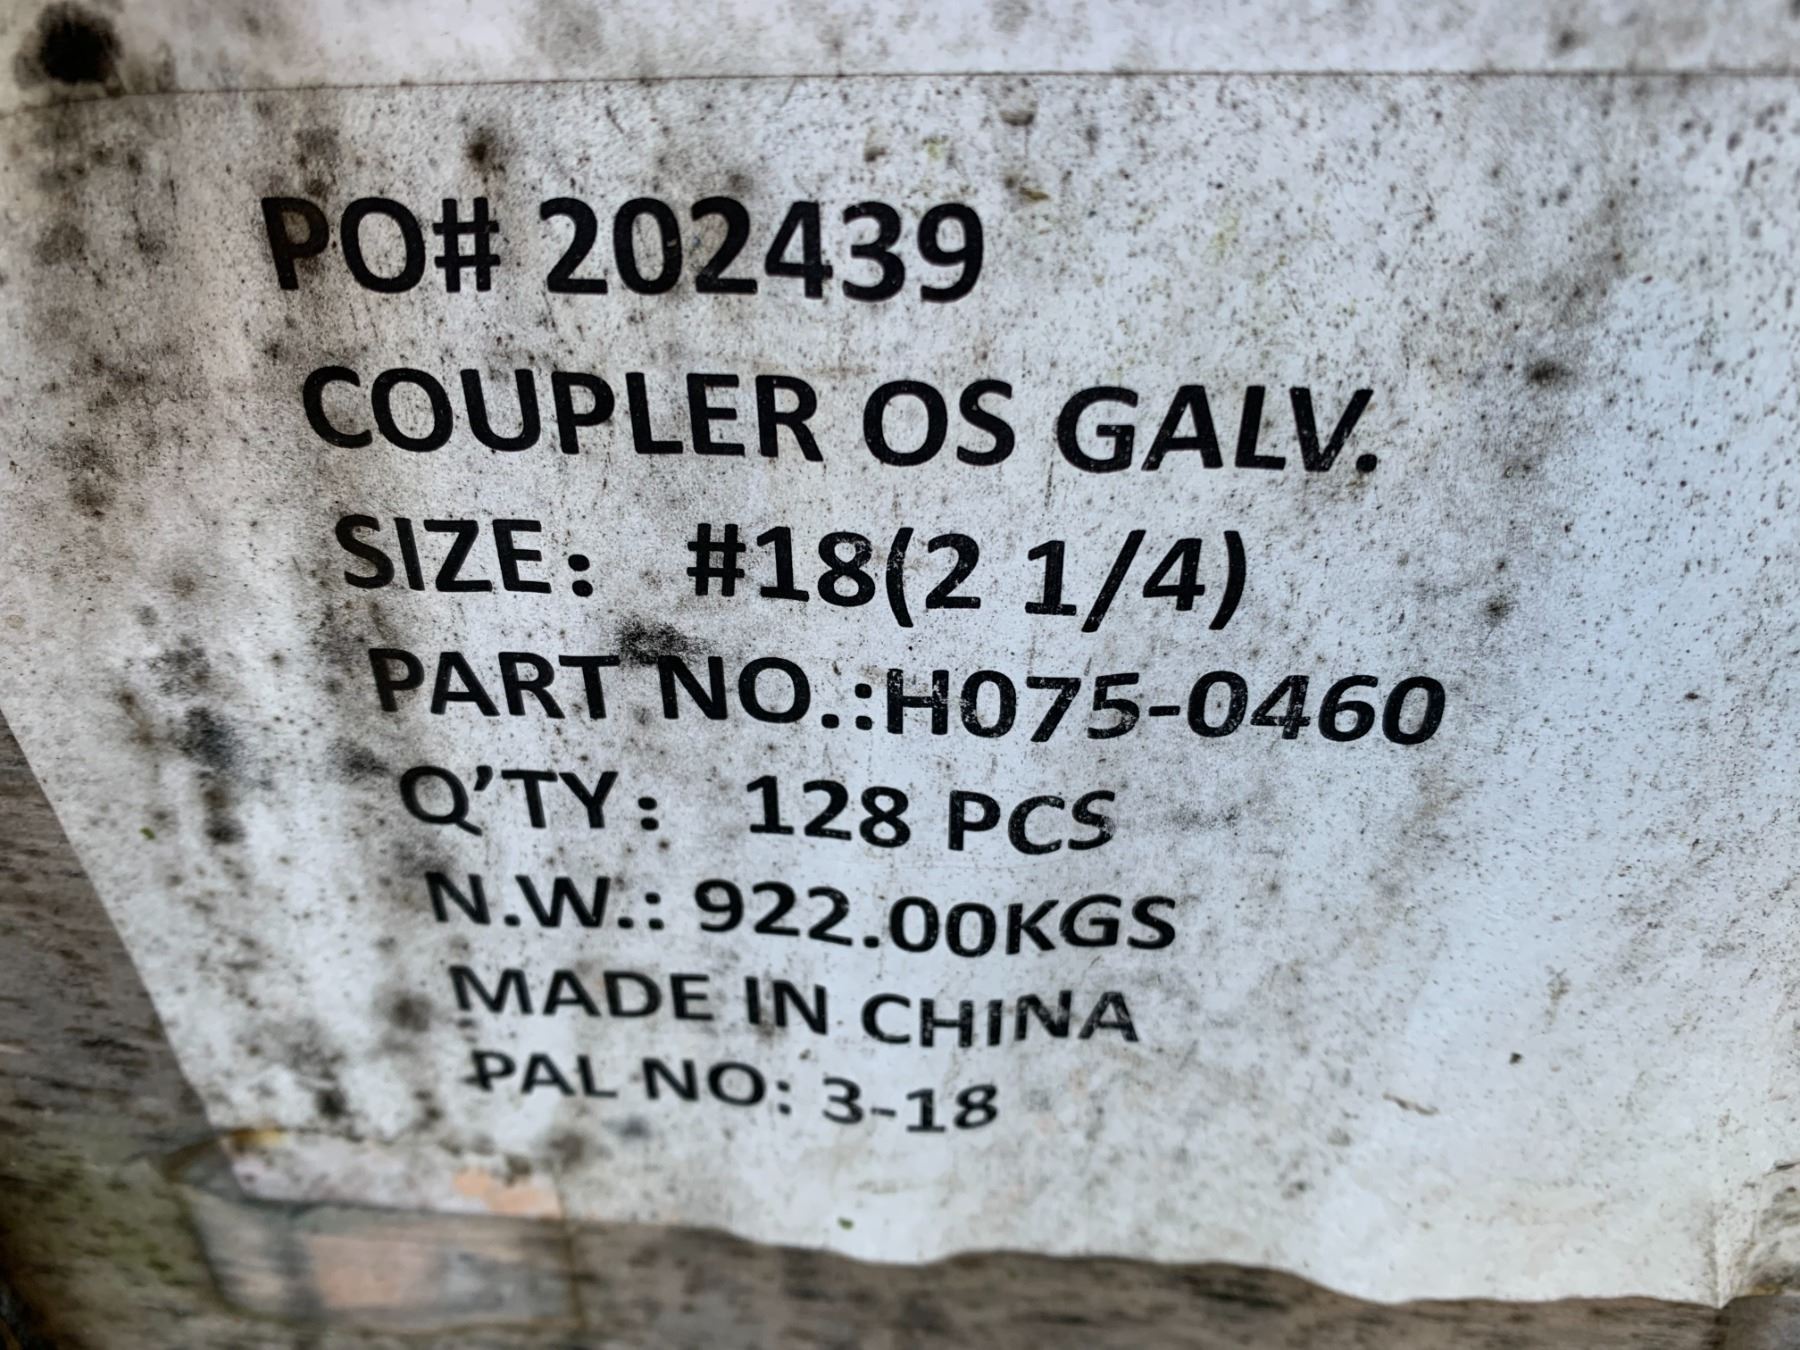 PO# 202439
COUPLER OS GALV.
SIZE: #18(2 1/4)
PART NO.:H075-0460
Q'TY: 128 PCS
N.W.: 922.00KGS
MADE IN CHINA
PAL NO: 3-18